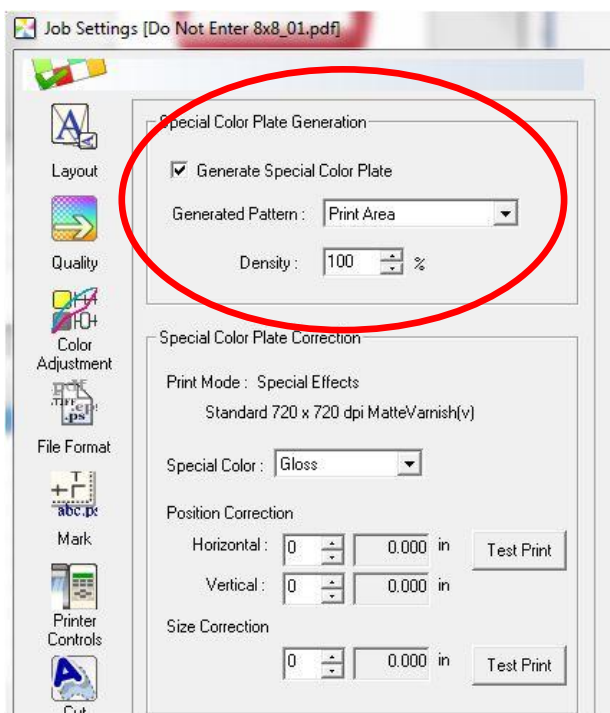 Job Settings [Do Not Enter 8x8_01.pdf]
Layout
Quality
Color
Adjustment
File Format
abc.ps
Mark
Printer
Controls
Cut
Special Color Plate Generation
Generate Special Color Plate
Generated Pattern : Print Area
Density : 100 %
Special Color Plate Correction
Print Mode : Special Effects
Standard 720 x 720 dpi MatteVarnish(v)
Special Color : Gloss
Position Correction
Horizontal : 0 0.000 in Test Print
Vertical : 0 0.000 in
Size Correction
0 0.000 in Test Print